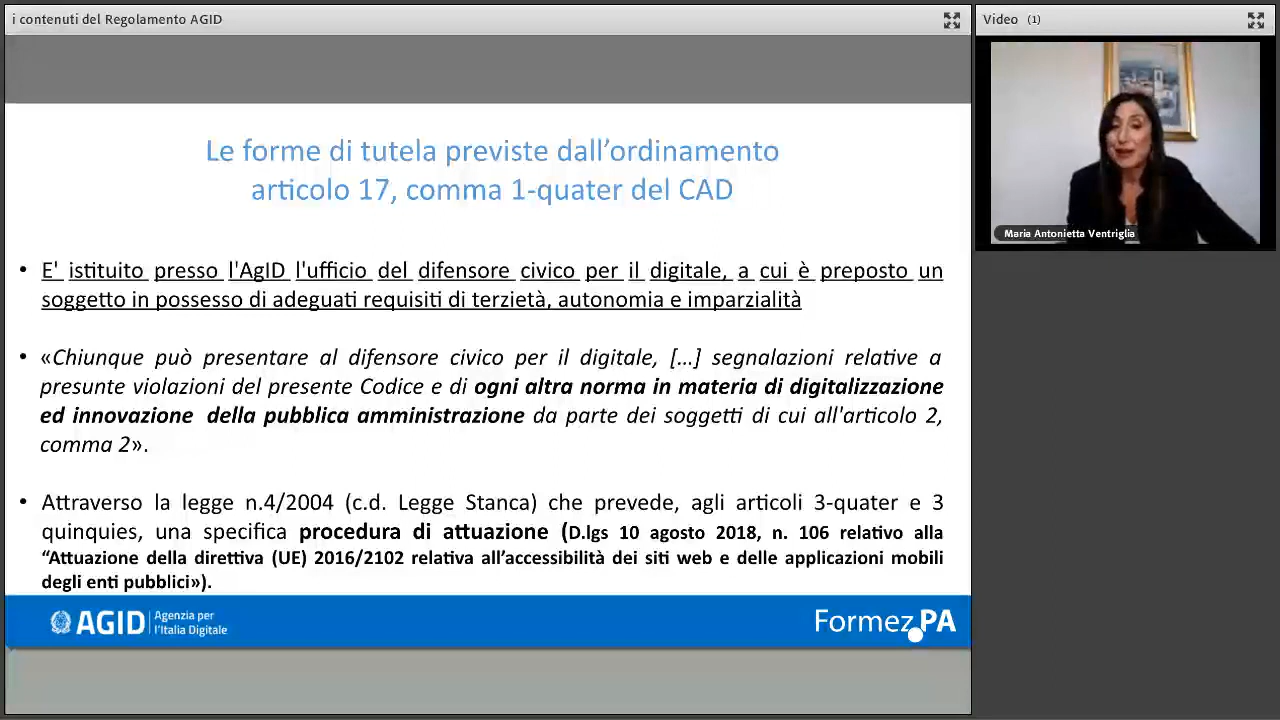 i contenuti del Regolamento AGID
Video (1)
Maria Antonietta Ventriglia
Le forme di tutela previste dall’ordinamento
articolo 17, comma 1-quater del CAD
• E' istituito presso l'AgID l'ufficio del difensore civico per il digitale, a cui è preposto un
soggetto in possesso di adeguati requisiti di terzietà, autonomia e imparzialità
• «Chiunque può presentare al difensore civico per il digitale, [...] segnalazioni relative a
presunte violazioni del presente Codice e di ogni altra norma in materia di digitalizzazione
ed innovazione della pubblica amministrazione da parte dei soggetti di cui all'articolo 2,
comma 2».
• Attraverso la legge n.4/2004 (c.d. Legge Stanca) che prevede, agli articoli 3-quater e 3
quinquies, una specifica procedura di attuazione (D.lgs 10 agosto 2018, n. 106 relativo alla
“Attuazione della direttiva (UE) 2016/2102 relativa all’accessibilità dei siti web e delle applicazioni mobili
degli enti pubblici»).
AGID
Agenzia per
l’Italia Digitale
Formez.PA